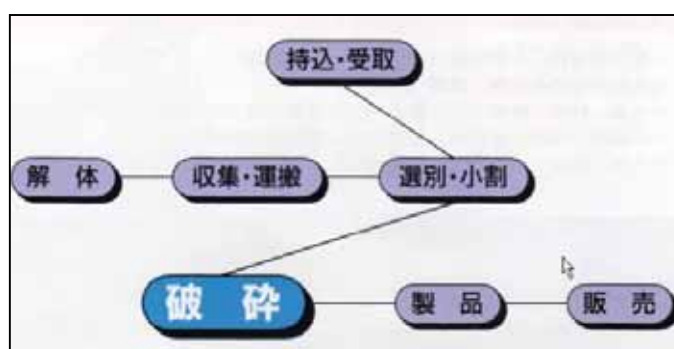 持込・受取
解 体
収集・運搬
選別・小割
破 砕
製 品
販 売